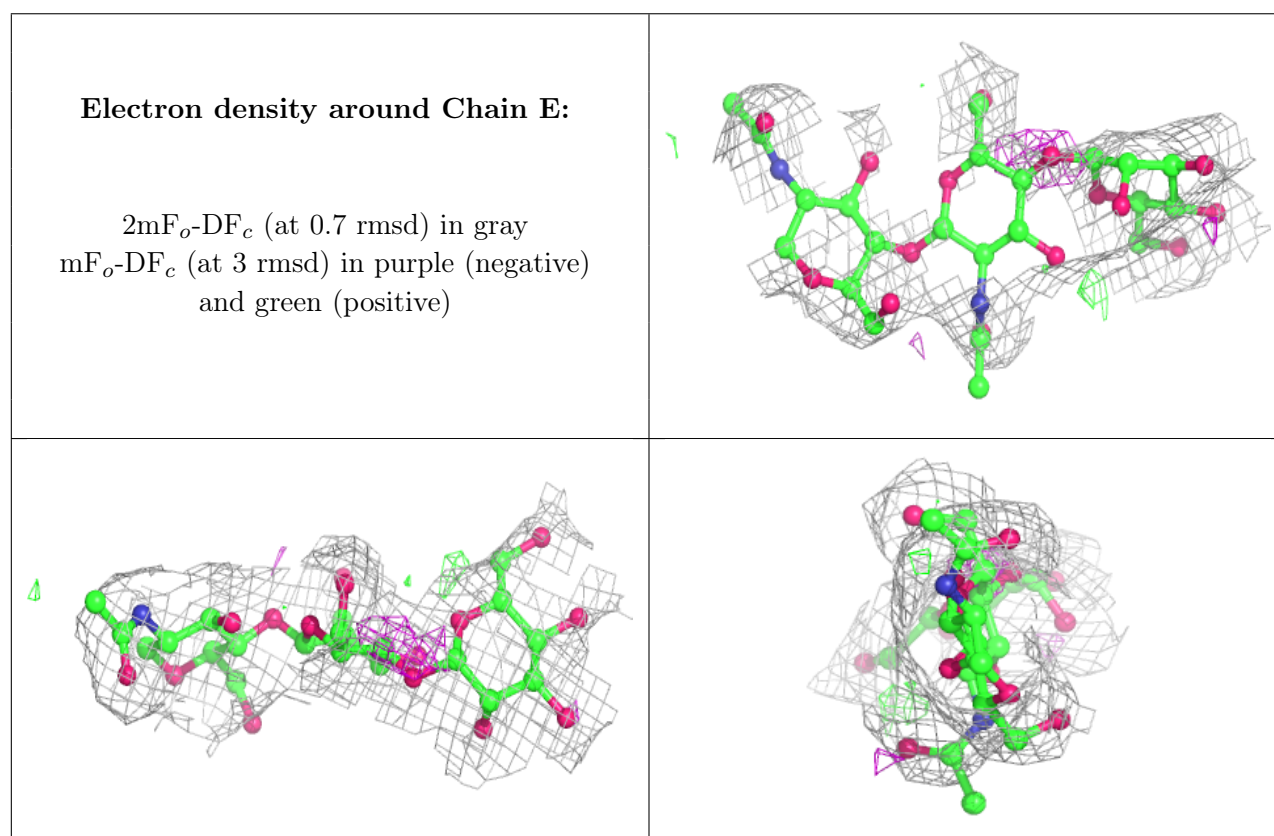 Electron density around Chain E:
2mFₒ-DF𝑐 (at 0.7 rmsd) in gray
mFₒ-DF𝑐 (at 3 rmsd) in purple (negative)
and green (positive)